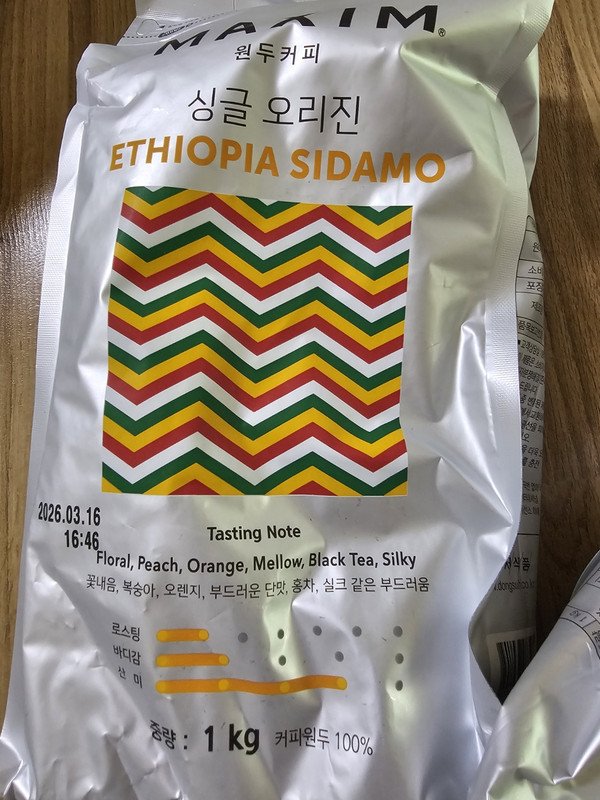 MAXIM®
원두커피
싱글 오리진
ETHIOPIA SIDAMO
2026.03.16
16:46
Tasting Note
Floral, Peach, Orange, Mellow, Black Tea, Silky
꽃내음, 복숭아, 오렌지, 부드러운 단맛, 홍차, 실크 같은 부드러움
로스팅
바디감
산 미
중량 : 1 kg 커피원두 100%